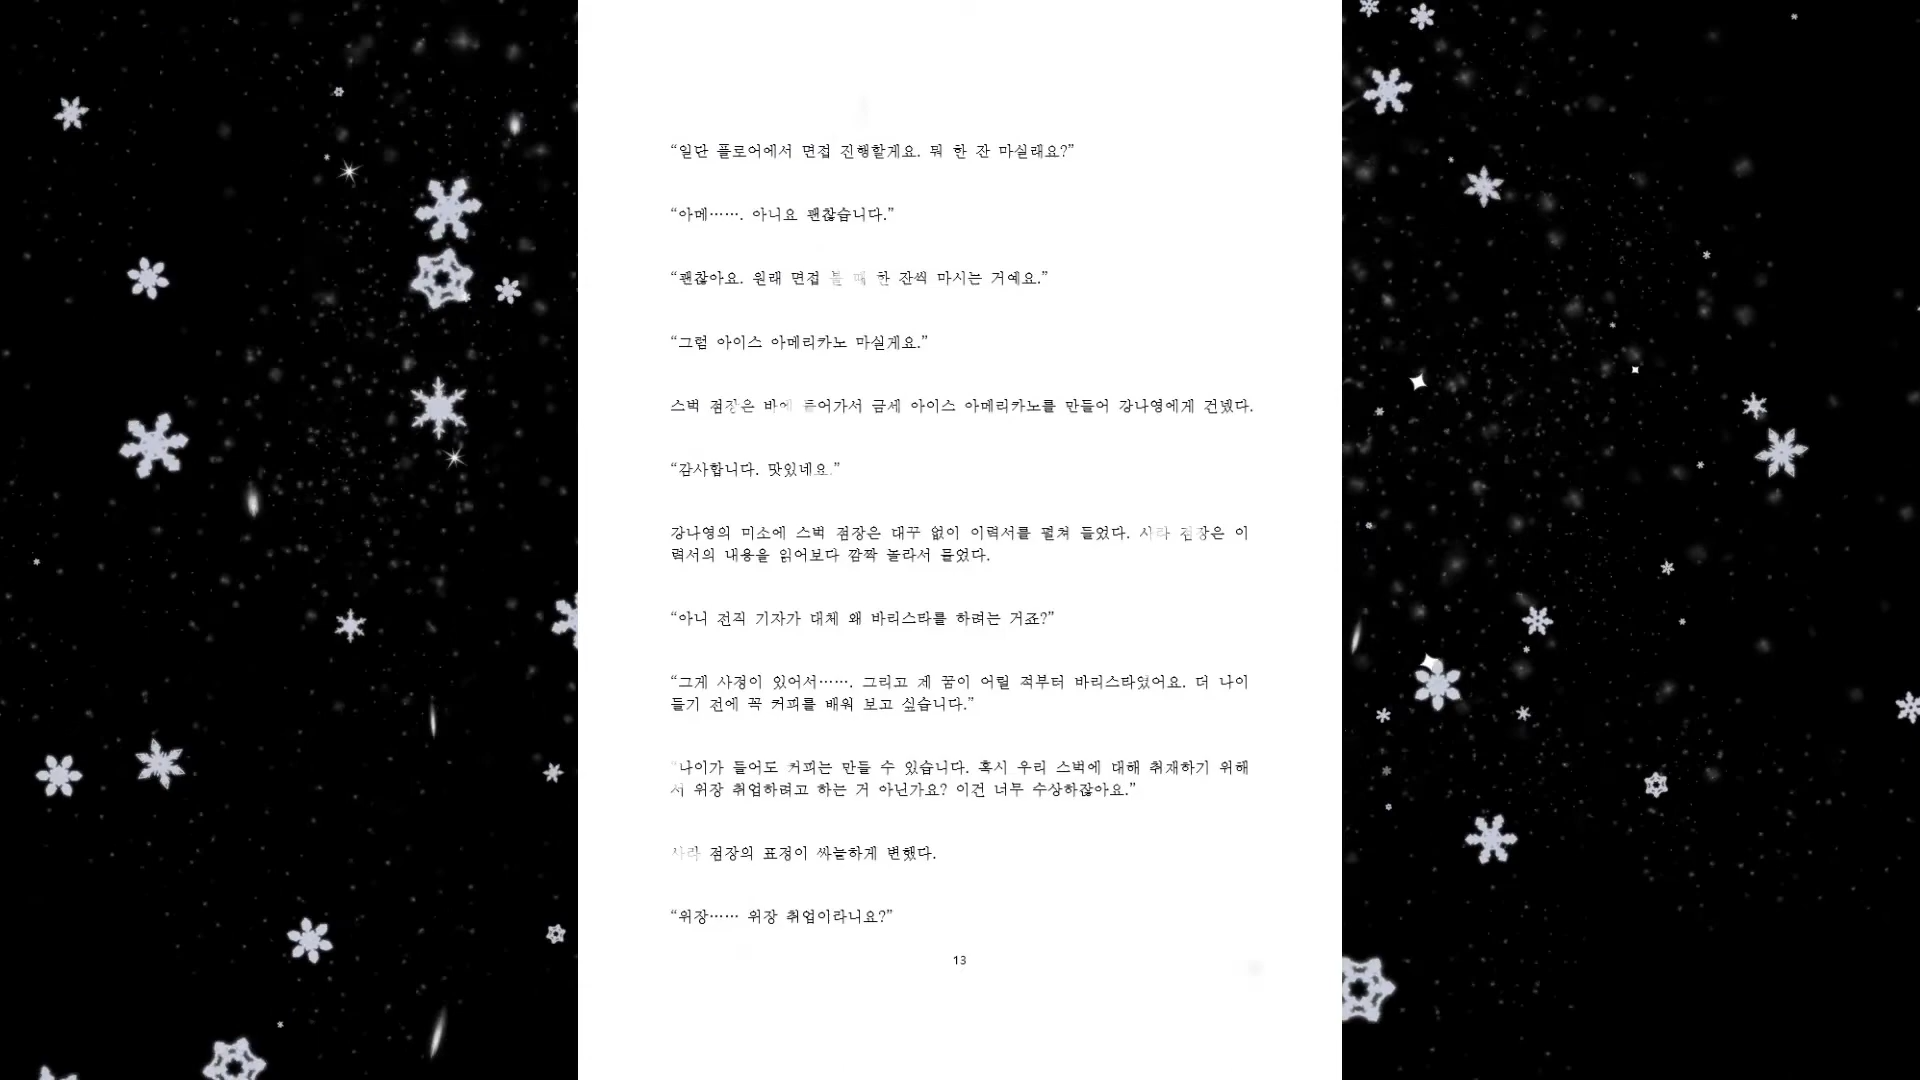 “일단 플로어에서 면접 진행할게요. 뭐 한 잔 마실래요?”
“아메……. 아니요 괜찮습니다.”
“괜찮아요. 원래 면접 볼 때 한 잔씩 마시는 거예요.”
“그럼 아이스 아메리카노 마실게요.”
스벅 점장은 바에 들어가서 금세 아이스 아메리카노를 만들어 강나영에게 건넸다.
“감사합니다. 맛있네요.”
강나영의 미소에 스벅 점장은 대꾸 없이 이력서를 펼쳐 들었다. 사라 점장은 이
력서의 내용을 읽어보다 깜짝 놀라서 물었다.
“아니 전직 기자가 대체 왜 바리스타를 하려는 거죠?”
“그게 사정이 있어서……. 그리고 제 꿈이 어릴 적부터 바리스타였어요. 더 나이
들기 전에 꼭 커피를 배워 보고 싶습니다.”
“나이가 들어도 커피는 만들 수 있습니다. 혹시 우리 스벅에 대해 취재하기 위해
서 위장 취업하려고 하는 거 아닌가요? 이건 너무 수상하잖아요.”
사라 점장의 표정이 싸늘하게 변했다.
“위장…… 위장 취업이라니요?”
13